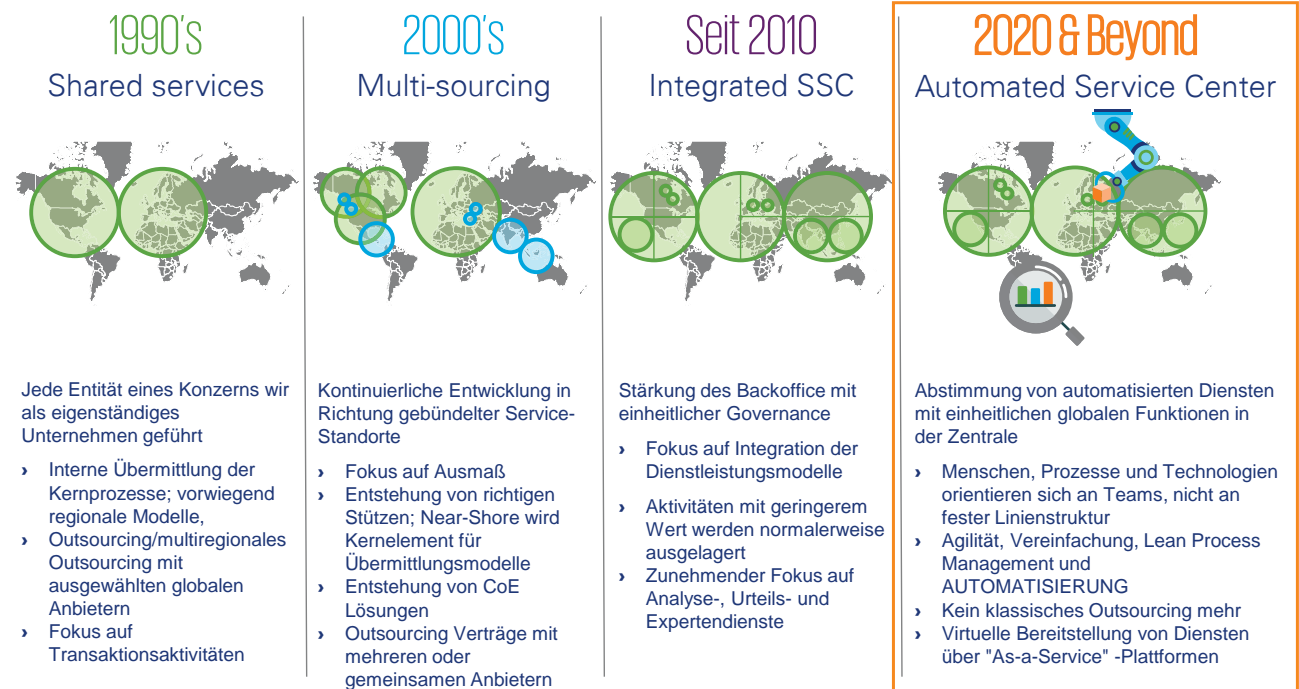 1990's
Shared services
Jede Entität eines Konzerns wir
als eigenständiges
Unternehmen geführt
› Interne Übermittlung der
Kernprozesse; vorwiegend
regionale Modelle,
› Outsourcing/multiregionales
Outsourcing mit
ausgewählten globalen
Anbietern
› Fokus auf
Transaktionsaktivitäten
2000's
Multi-sourcing
Kontinuierliche Entwicklung in
Richtung gebündelter Service-
Standorte
› Fokus auf Ausmaß
› Entstehung von richtigen
Stützen; Near-Shore wird
Kernelement für
Übermittlungsmodelle
› Entstehung von CoE
Lösungen
› Outsourcing Verträge mit
mehreren oder
gemeinsamen Anbietern
Seit 2010
Integrated SSC
Stärkung des Backoffice mit
einheitlicher Governance
› Fokus auf Integration der
Dienstleistungsmodelle
› Aktivitäten mit geringerem
Wert werden normalerweise
ausgelagert
› Zunehmender Fokus auf
Analyse-, Urteils- und
Expertendienste
2020 & Beyond
Automated Service Center
Abstimmung von automatisierten Diensten
mit einheitlichen globalen Funktionen in
der Zentrale
› Menschen, Prozesse und Technologien
orientieren sich an Teams, nicht an
fester Linienstruktur
› Agilität, Vereinfachung, Lean Process
Management und
AUTOMATISIERUNG
› Kein klassisches Outsourcing mehr
› Virtuelle Bereitstellung von Diensten
über "As-a-Service" -Plattformen